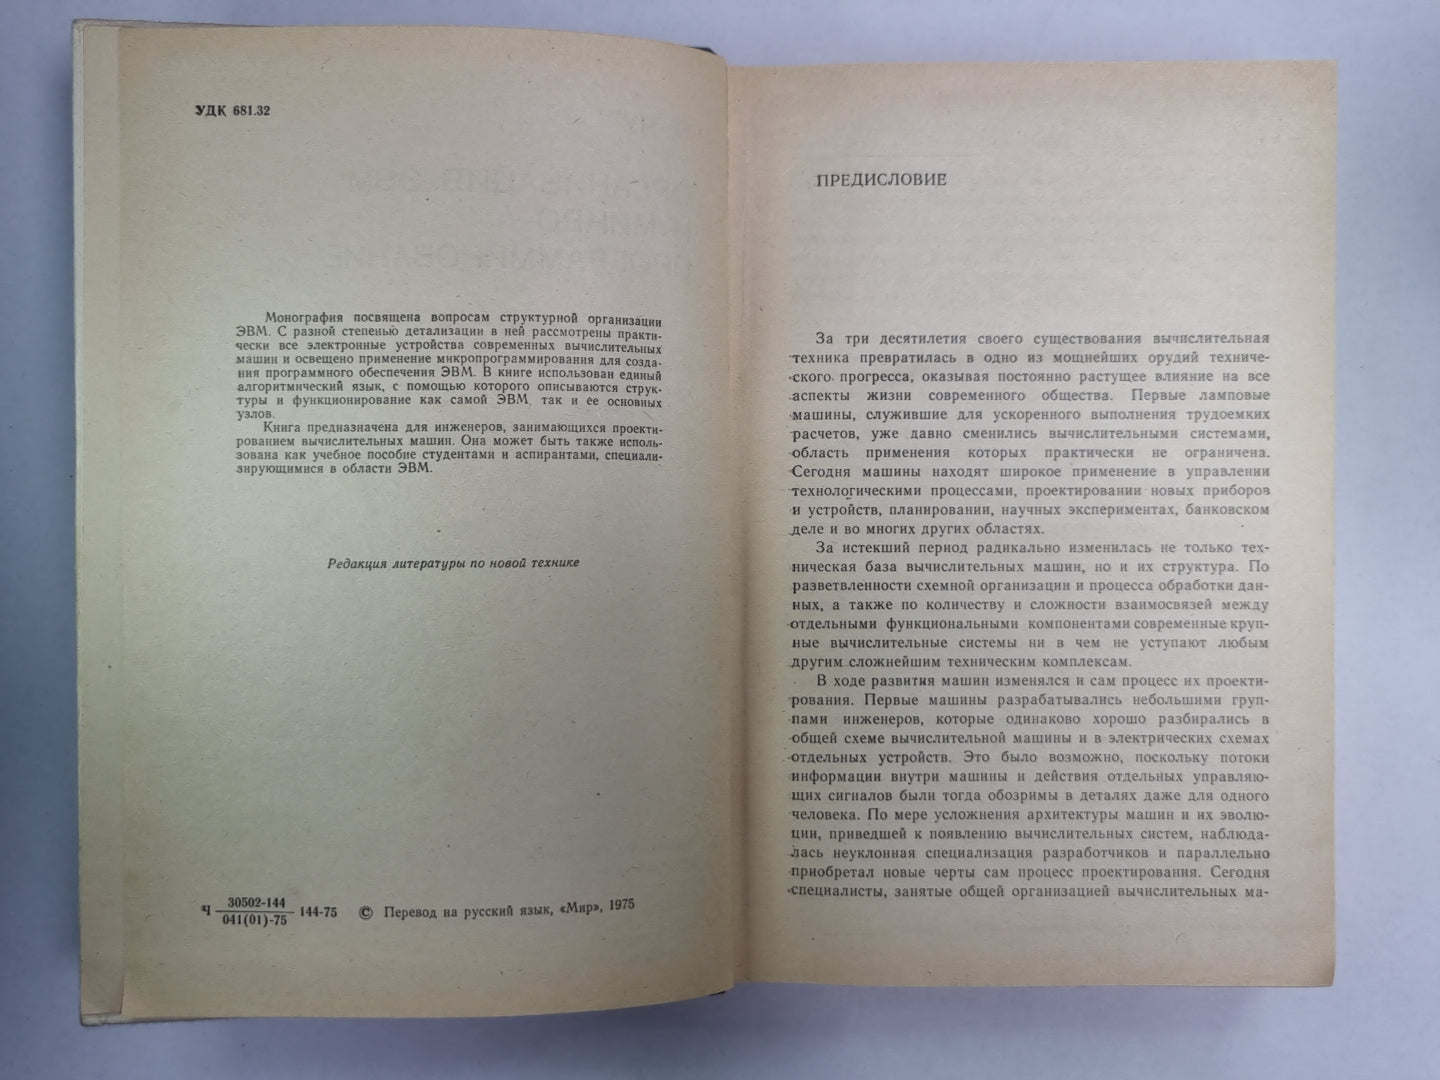 УДК 681.32
Монография посвящена вопросам структурной организации
ЭВМ. С разной степенью детализации в ней рассмотрены практи-
чески все электронные устройства современных вычислительных
машин и освещено применение микропрограммирования для созда-
ния программного обеспечения ЭВМ. В книге использован единый
алгоритмический язык, с помощью которого описываются струк-
туры и функционирование как самой ЭВМ, так и ее основных
узлов.
Книга предназначена для инженеров, занимающихся проекти-
рованием вычислительных машин. Она может быть также исполь-
зована как учебное пособие студентами и аспирантами, специали-
зирующимися в области ЭВМ.
Редакция литературы по новой технике
Ч 30502-144
041(01)-75 144-75 © Перевод на русский язык, «Мир», 1975
ПРЕДИСЛОВИЕ
За три десятилетия своего существования вычислительная
техника превратилась в одно из мощнейших орудий техниче-
ского прогресса, оказывая постоянно растущее влияние на все
аспекты жизни современного общества. Первые ламповые
машины, служившие для ускоренного выполнения трудоемких
расчетов, уже давно сменились вычислительными системами,
область применения которых практически не ограничена.
Сегодня машины находят широкое применение в управлении
технологическими процессами, проектировании новых приборов
и устройств, планировании, научных экспериментах, банковском
деле и во многих других областях.
За истекший период радикально изменилась не только тех-
ническая база вычислительных машин, но и их структура. По
разветвленности схемной организации и процесса обработки дан-
ных, а также по количеству и сложности взаимосвязей между
отдельными функциональными компонентами современные круп-
ные вычислительные системы ни в чем не уступают любым
другим сложнейшим техническим комплексам.
В ходе развития машин изменялся и сам процесс их проекти-
рования. Первые машины разрабатывались небольшими груп-
пами инженеров, которые одинаково хорошо разбирались в
общей схеме вычислительной машины и в электрических схемах
отдельных устройств. Это было возможно, поскольку потоки
информации внутри машины и действия отдельных управляю-
щих сигналов были тогда обозримы в деталях даже для одного
человека. По мере усложнения архитектуры машин и их эволю-
ции, приведшей к появлению вычислительных систем, наблюда-
лась неуклонная специализация разработчиков и параллельно
приобретал новые черты сам процесс проектирования. Сегодня
специалисты, занятые общей организацией вычислительных ма-